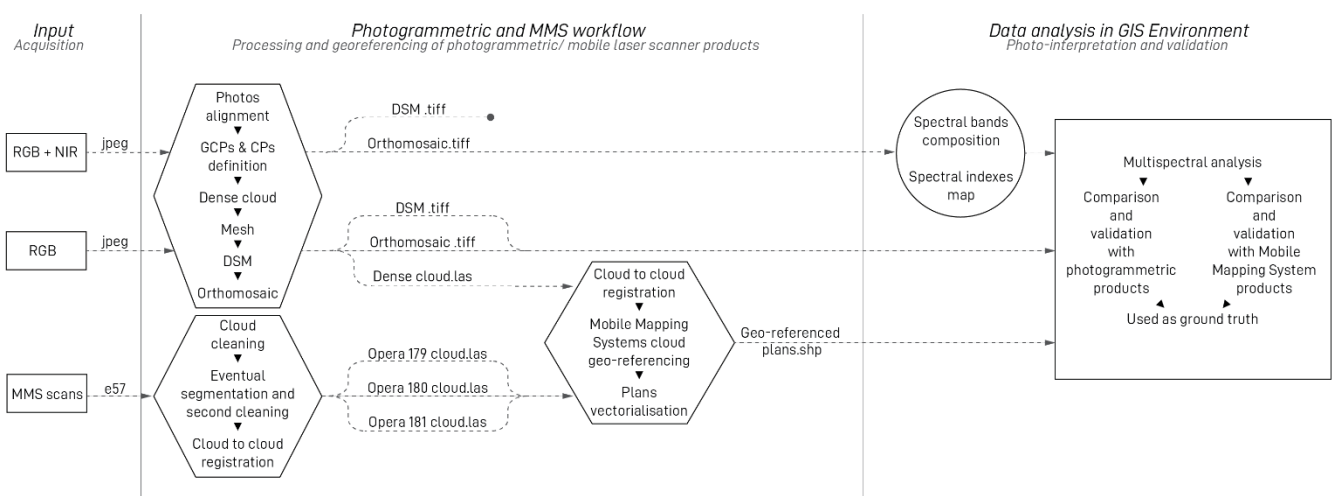 Input
Acquisition
Photogrammetric and MMS workflow
Processing and georeferencing of photogrammetric/ mobile laser scanner products
Data analysis in GIS Environment
Photo-interpretation and validation
RGB + NIR
jpeg
RGB
jpeg
MMS scans
e57
Photos
alignment
GCPs & CPs
definition
Dense cloud
Mesh
DSM
Orthomosaic
Cloud
cleaning
Eventual
segmentation and
second cleaning
Cloud to cloud
registration
DSM .tiff
Orthomosaic.tiff
DSM .tiff
Orthomosaic .tiff
Dense cloud.las
Opera 179 cloud.las
Opera 180 cloud.las
Opera 181 cloud.las
Cloud to cloud
registration
Mobile Mapping
Systems cloud
geo-referencing
Plans
vectorialisation
Geo-referenced
plans.shp
Spectral bands
composition
Spectral indexes
map
Multispectral analysis
Comparison
and
validation
with
photogrammetric
products
Comparison
and
validation
with Mobile
Mapping System
products
Used as ground truth